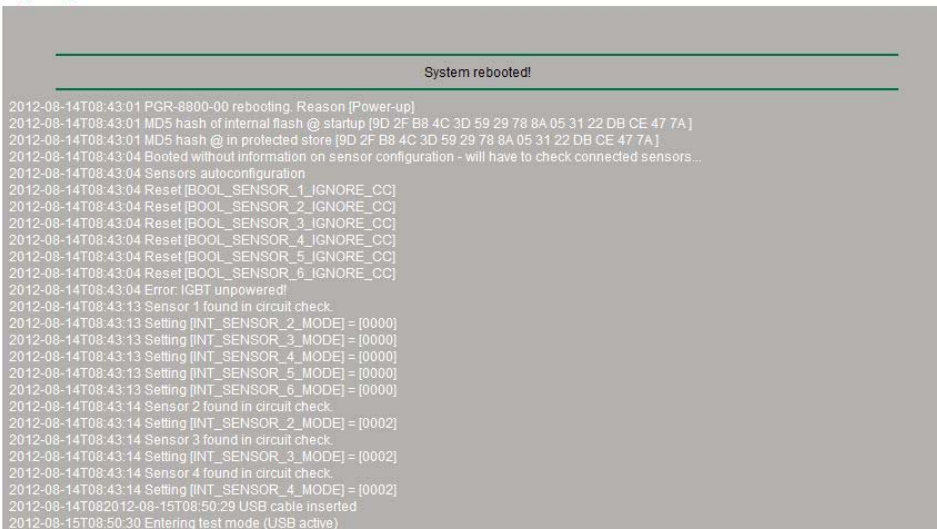 System rebooted!
2012-08-14T08:43:01 PGR-8800-00 rebooting. Reason [Power-up]
2012-08-14T08:43:01 MD5 hash of internal flash @ startup [9D 2F B8 4C 3D 59 29 78 8A 05 31 22 DB CE 47 7A ]
2012-08-14T08:43:01 MD5 hash @ in protected store [9D 2F B8 4C 3D 59 29 78 8A 05 31 22 DB CE 47 7A ]
2012-08-14T08:43:04 Booted without information on sensor configuration - will have to check connected sensors...
2012-08-14T08:43:04 Sensors autoconfiguration
2012-08-14T08:43:04 Reset [BOOL_SENSOR_1_IGNORE_CC]
2012-08-14T08:43:04 Reset [BOOL_SENSOR_2_IGNORE_CC]
2012-08-14T08:43:04 Reset [BOOL_SENSOR_3_IGNORE_CC]
2012-08-14T08:43:04 Reset [BOOL_SENSOR_4_IGNORE_CC]
2012-08-14T08:43:04 Reset [BOOL_SENSOR_5_IGNORE_CC]
2012-08-14T08:43:04 Reset [BOOL_SENSOR_6_IGNORE_CC]
2012-08-14T08:43:04 Error: IGBT unpowered!
2012-08-14T08:43:13 Sensor 1 found in circuit check.
2012-08-14T08:43:13 Setting [INT_SENSOR_2_MODE] = [0000]
2012-08-14T08:43:13 Setting [INT_SENSOR_3_MODE] = [0000]
2012-08-14T08:43:13 Setting [INT_SENSOR_4_MODE] = [0000]
2012-08-14T08:43:13 Setting [INT_SENSOR_5_MODE] = [0000]
2012-08-14T08:43:13 Setting [INT_SENSOR_6_MODE] = [0000]
2012-08-14T08:43:14 Sensor 2 found in circuit check.
2012-08-14T08:43:14 Setting [INT_SENSOR_2_MODE] = [0002]
2012-08-14T08:43:14 Sensor 3 found in circuit check.
2012-08-14T08:43:14 Setting [INT_SENSOR_3_MODE] = [0002]
2012-08-14T08:43:14 Sensor 4 found in circuit check.
2012-08-14T08:43:14 Setting [INT_SENSOR_4_MODE] = [0002]
2012-08-14T082012-08-15T08:50:29 USB cable inserted
2012-08-15T08:50:30 Entering test mode (USB active)